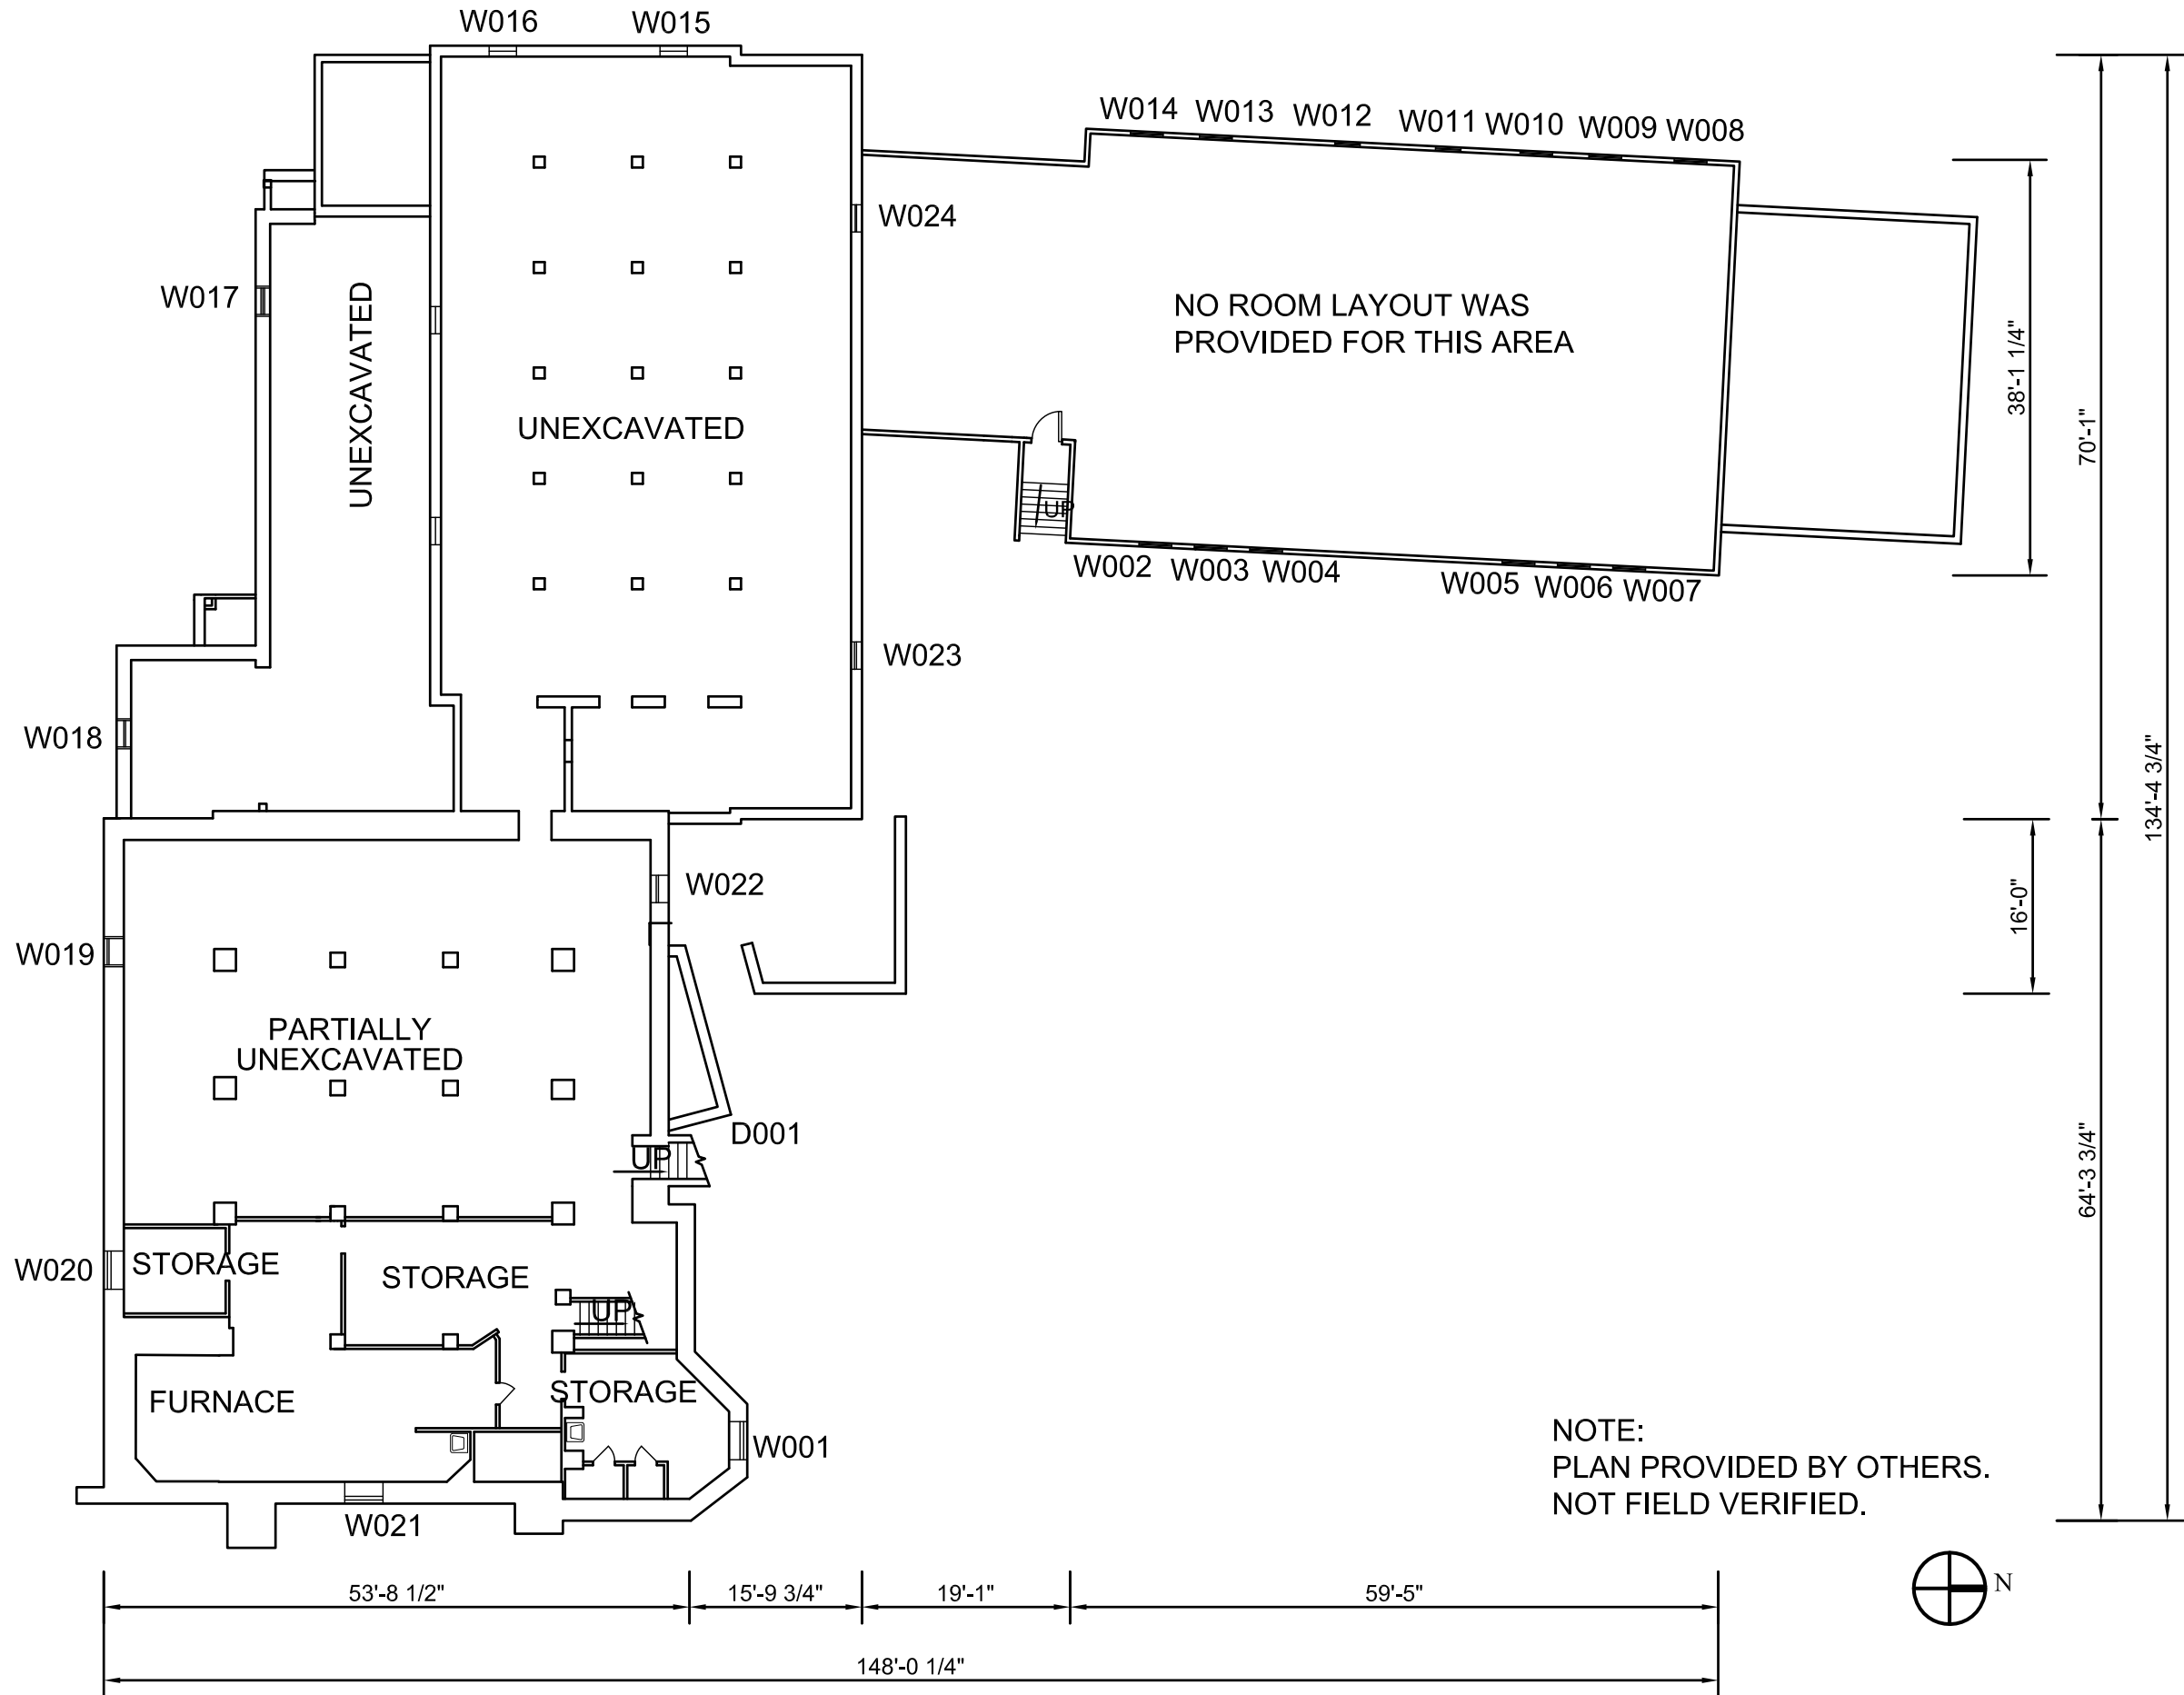 W016
W015
W014
W013
W012
W011
W010
W009
W008
W024
W017
UNEXCAVATED
NO ROOM LAYOUT WAS
PROVIDED FOR THIS AREA
38'-1 1/4"
70'-1"
UNEXCAVATED
UP
W002
W003
W004
W005
W006
W007
W023
W018
134'-4 3/4"
W022
16'-0"
W019
PARTIALLY
UNEXCAVATED
D001
UP
64'-3 3/4"
STORAGE
W020
STORAGE
UP
FURNACE
STORAGE
W001
NOTE:
PLAN PROVIDED BY OTHERS.
NOT FIELD VERIFIED.
W021
N
53'-8 1/2"
15'-9 3/4"
19'-1"
59'-5"
148'-0 1/4"